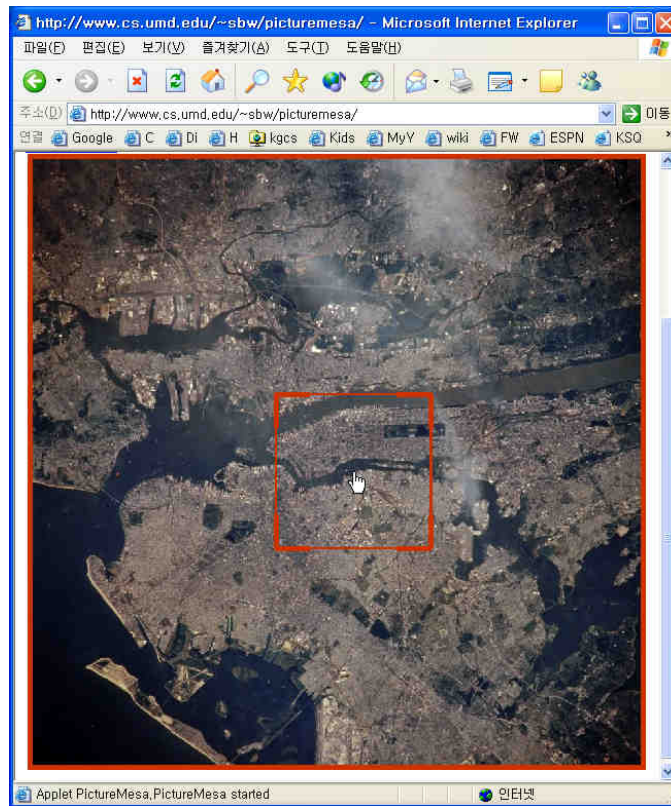 http://www.cs.umd.edu/~sbw/picturemesa/ - Microsoft Internet Explorer
파일(F) 편집(E) 보기(V) 즐겨찾기(A) 도구(T) 도움말(H)
주소(D) http://www.cs.umd.edu/~sbw/picturemesa/ 이동
연결 Google C Di H kgcs Kids MyY wiki FW ESPN KSO »
Applet PictureMesa,PictureMesa started 인터넷